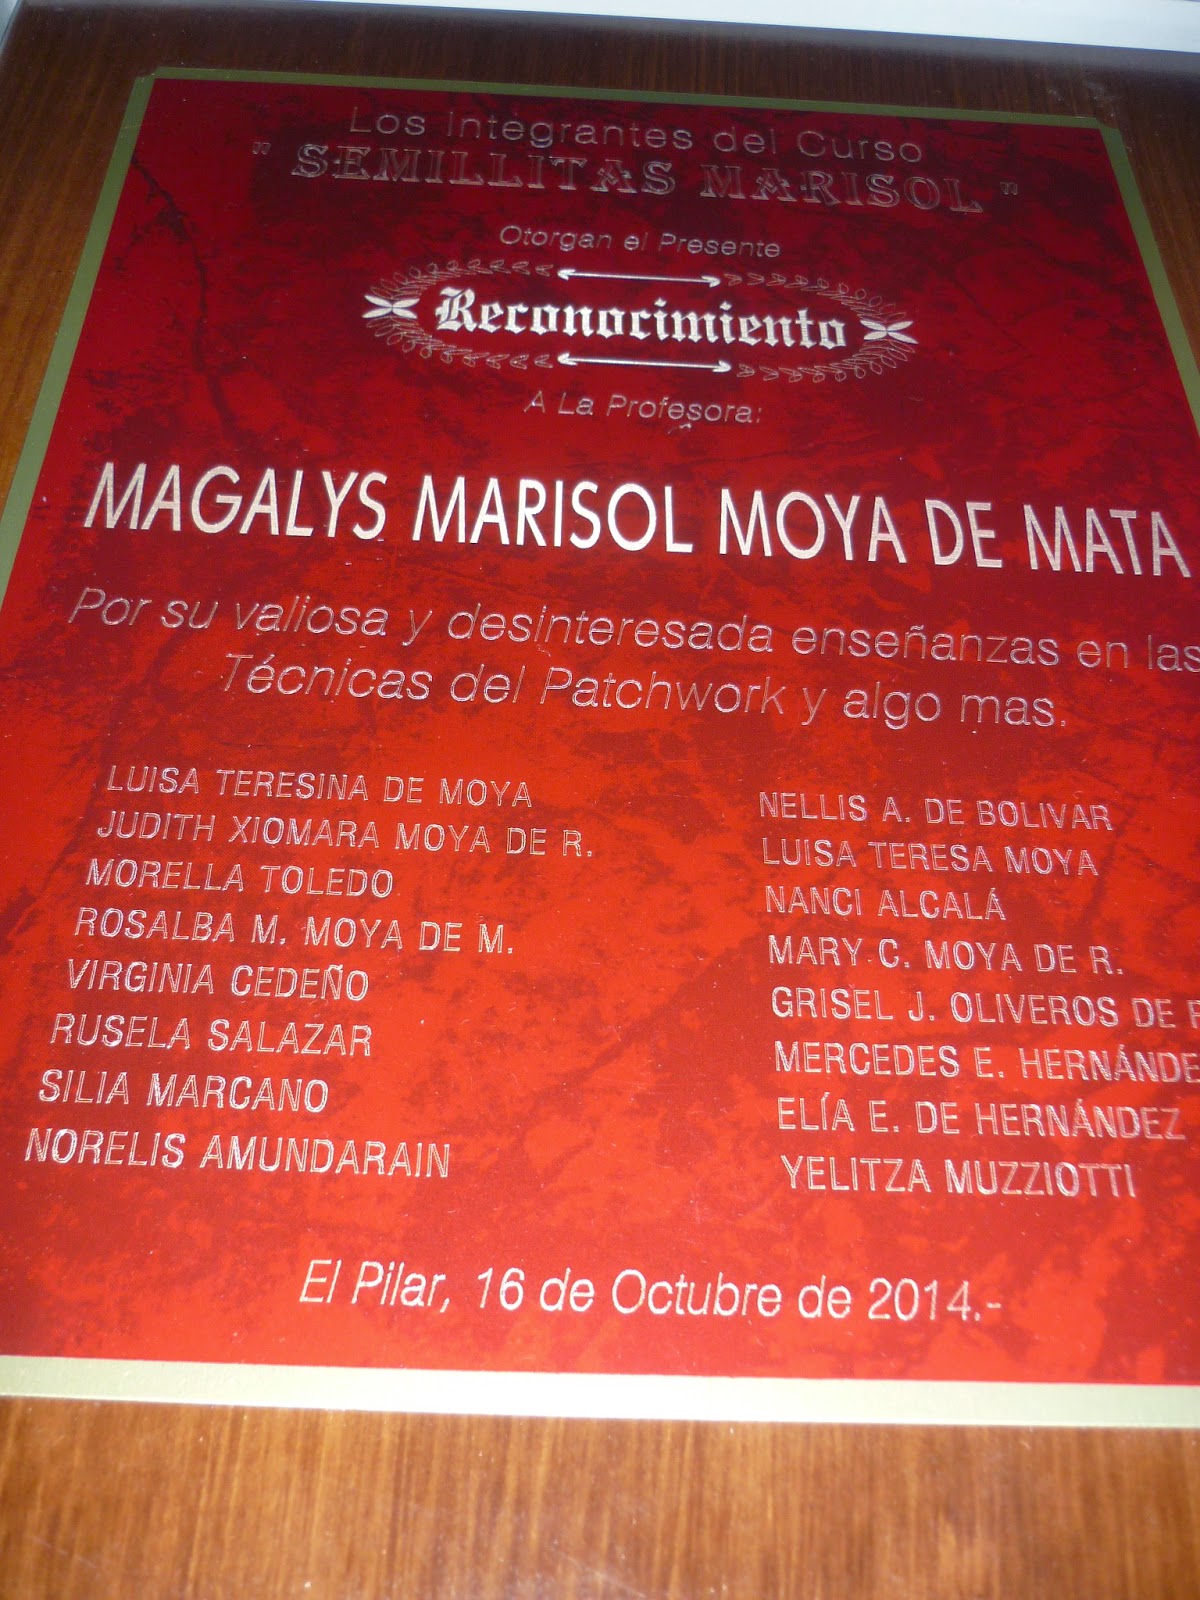 Los Integrantes del Curso
" SEMILLITAS MARISOL "
Otorgan el Presente
Reconocimiento
A La Profesora:
MAGALYS MARISOL MOYA DE MATA
Por su valiosa y desinteresada enseñanzas en las
Técnicas del Patchwork y algo mas.
LUISA TERESINA DE MOYA
JUDITH XIOMARA MOYA DE R.
MORELLA TOLEDO
ROSALBA M. MOYA DE M.
VIRGINIA CEDEÑO
RUSELA SALAZAR
SILIA MARCANO
NORELIS AMUNDARAIN
NELLIS A. DE BOLIVAR
LUISA TERESA MOYA
NANCI ALCALÁ
MARY C. MOYA DE R.
GRISEL J. OLIVEROS DE
MERCEDES E.
ELÍA E. DE HERNÁNDEZ
YELITZA MUZZIOTTI
El Pilar, 16 de Octubre de 2014.-